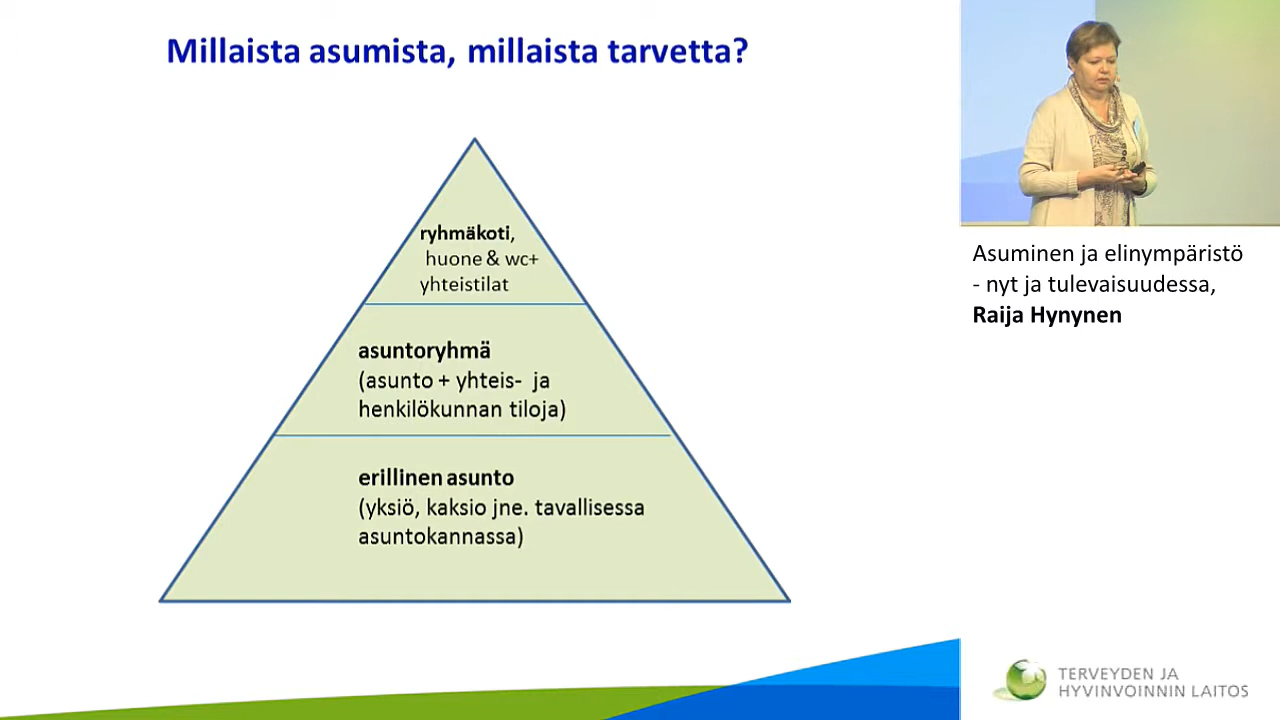 Millaista asumista, millaista tarvetta?
ryhmäkoti,
huone & wc+
yhteistilat
asuntoryhmä
(asunto + yhteis- ja
henkilökunnan tiloja)
erillinen asunto
(yksiö, kaksio jne. tavallisessa
asuntokannassa)
Asuminen ja elinympäristö
- nyt ja tulevaisuudessa,
Raija Hynynen
TERVEYDEN JA
HYVINVOINNIN LAITOS